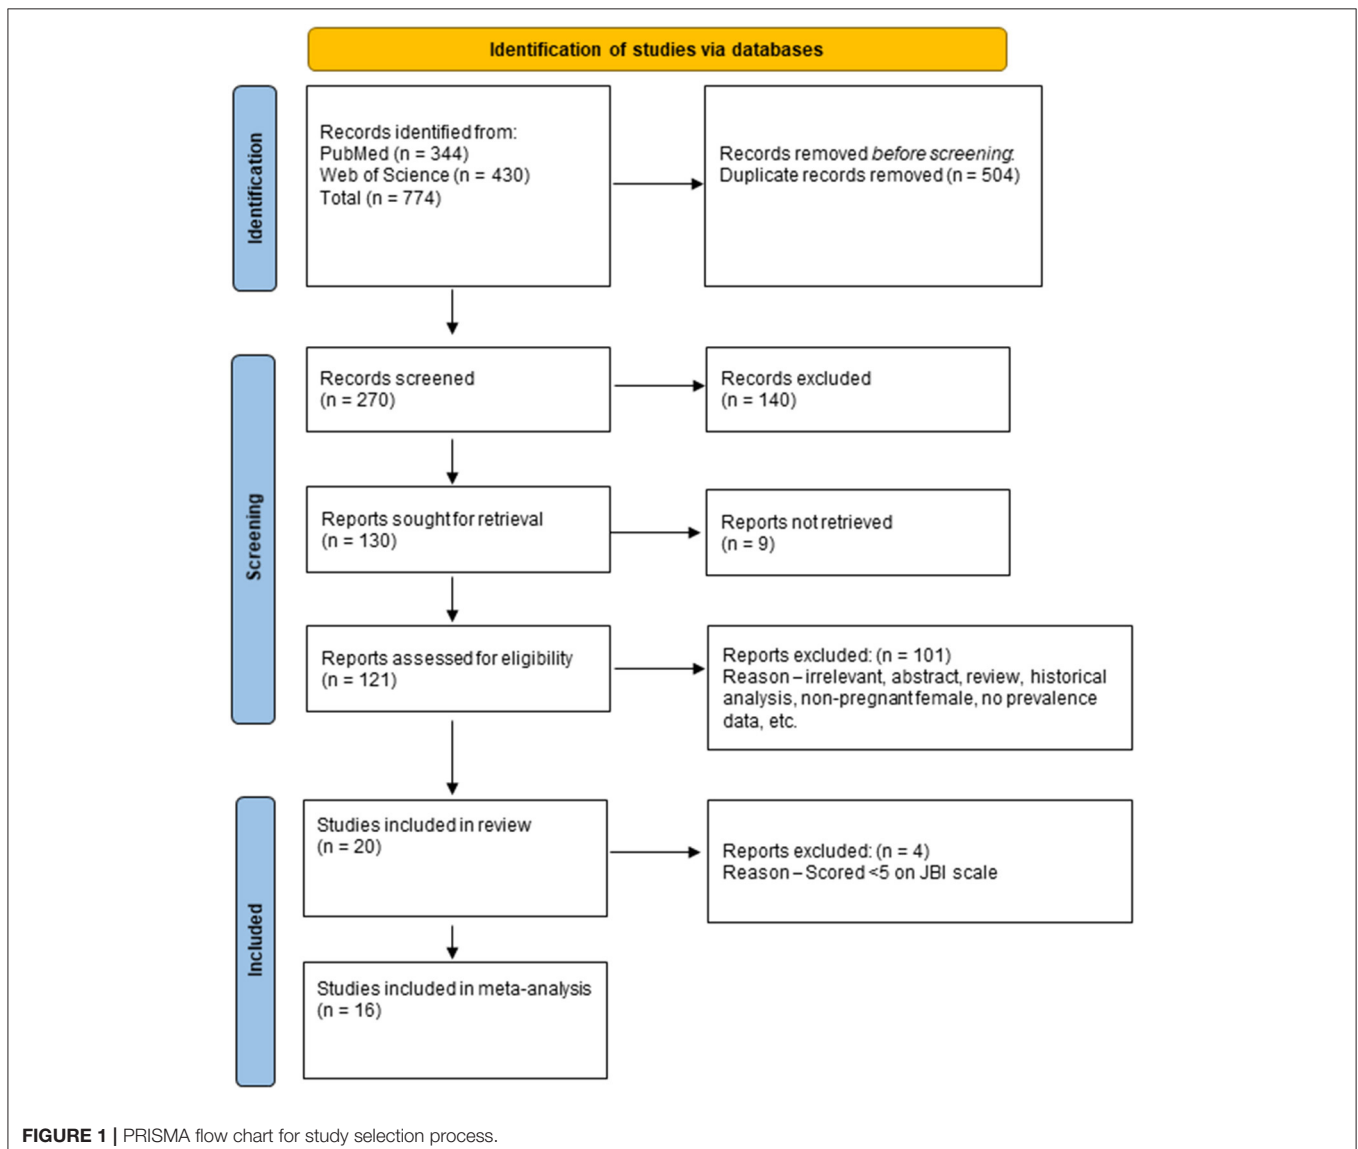 Identification of studies via databases
Identification
Records identified from:
PubMed (n = 344)
Web of Science (n = 430)
Total (n = 774)
Records removed before screening:
Duplicate records removed (n = 504)
Screening
Records screened
(n = 270)
Records excluded
(n = 140)
Reports sought for retrieval
(n = 130)
Reports not retrieved
(n = 9)
Reports assessed for eligibility
(n = 121)
Reports excluded: (n = 101)
Reason – irrelevant, abstract, review, historical
analysis, non-pregnant female, no prevalence
data, etc.
Included
Studies included in review
(n = 20)
Reports excluded: (n = 4)
Reason – Scored <5 on JBI scale
Studies included in meta-analysis
(n = 16)
FIGURE 1 | PRISMA flow chart for study selection process.